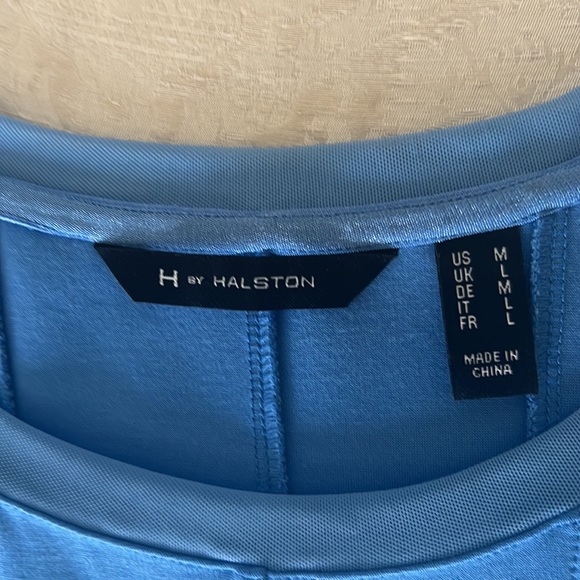 H BY HALSTON
US M
UK L
DE M
IT L
FR L
MADE IN
CHINA